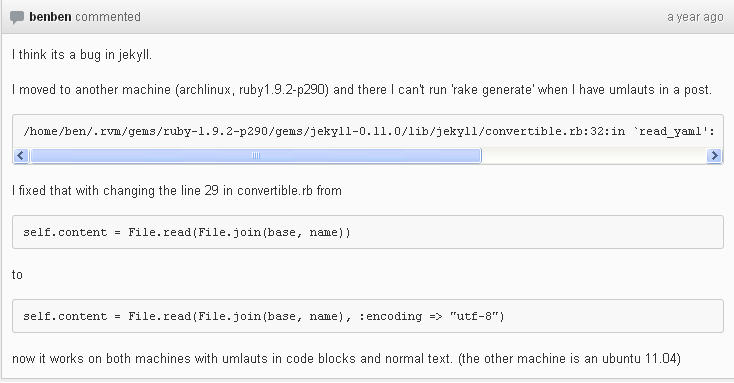 benben commented
a year ago
I think its a bug in jekyll.
I moved to another machine (archlinux, ruby1.9.2-p290) and there I can't run 'rake generate' when I have umlauts in a post.
/home/ben/.rvm/gems/ruby-1.9.2-p290/gems/jekyll-0.11.0/lib/jekyll/convertible.rb:32:in `read_yaml':
I fixed that with changing the line 29 in convertible.rb from
self.content = File.read(File.join(base, name))
to
self.content = File.read(File.join(base, name), :encoding => "utf-8")
now it works on both machines with umlauts in code blocks and normal text. (the other machine is an ubuntu 11.04)